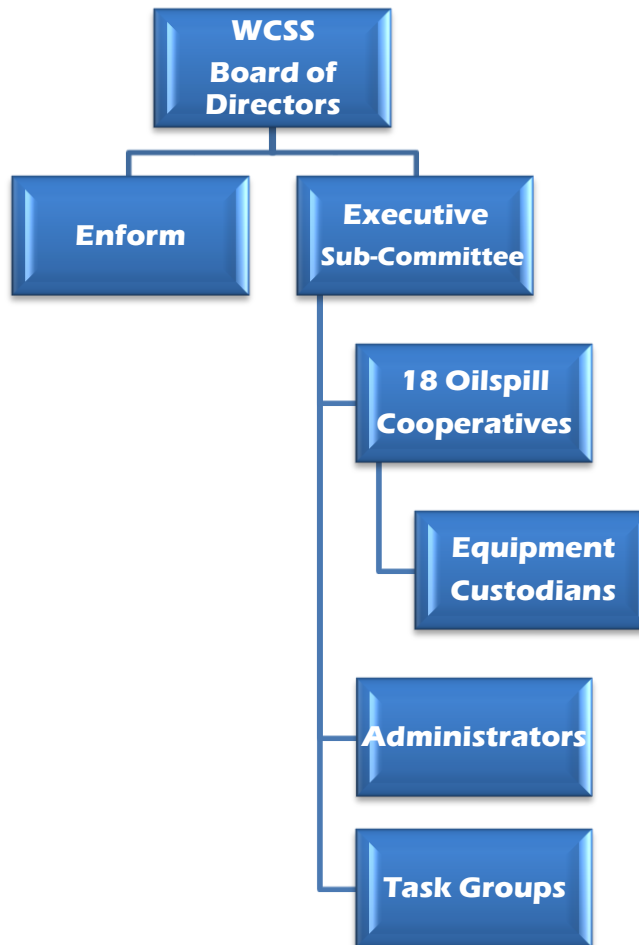 WCSS
Board of
Directors
Enform
Executive
Sub-Committee
18 Oilspill
Cooperatives
Equipment
Custodians
Administrators
Task Groups